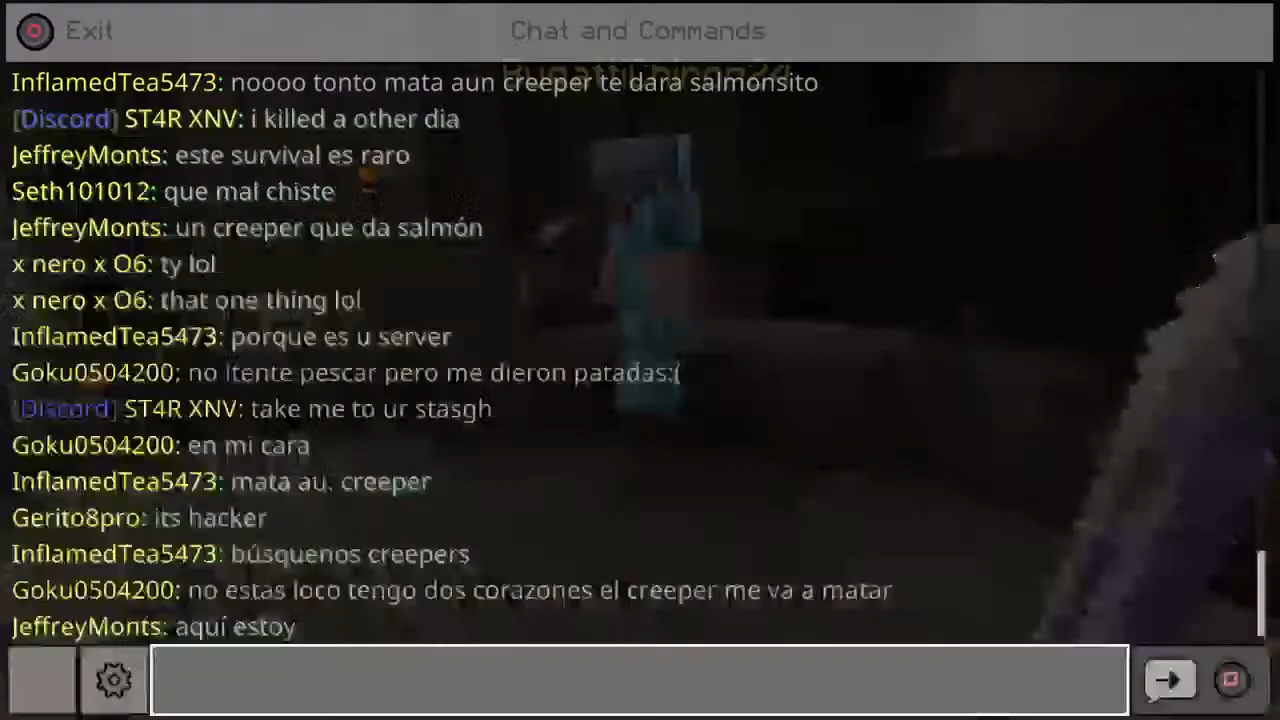 Exit
Chat and Commands
InflamedTea5473: noooo tonto mata aun creeper te dara salmonsito
[Discord] ST4R XNV: i killed a other dia
JeffreyMonts: este survival es raro
Seth101012: que mal chiste
JeffreyMonts: un creeper que da salmón
x nero x O6: ty lol
x nero x O6: that one thing lol
InflamedTea5473: porque es u server
Goku0504200: no itente pescar pero me dieron patadas:(
[Discord] ST4R XNV: take me to ur stasgh
Goku0504200: en mi cara
InflamedTea5473: mata au. creeper
Gerito8pro: its hacker
InflamedTea5473: búsquenos creepers
Goku0504200: no estas loco tengo dos corazones el creeper me va a matar
JeffreyMonts: aquí estoy